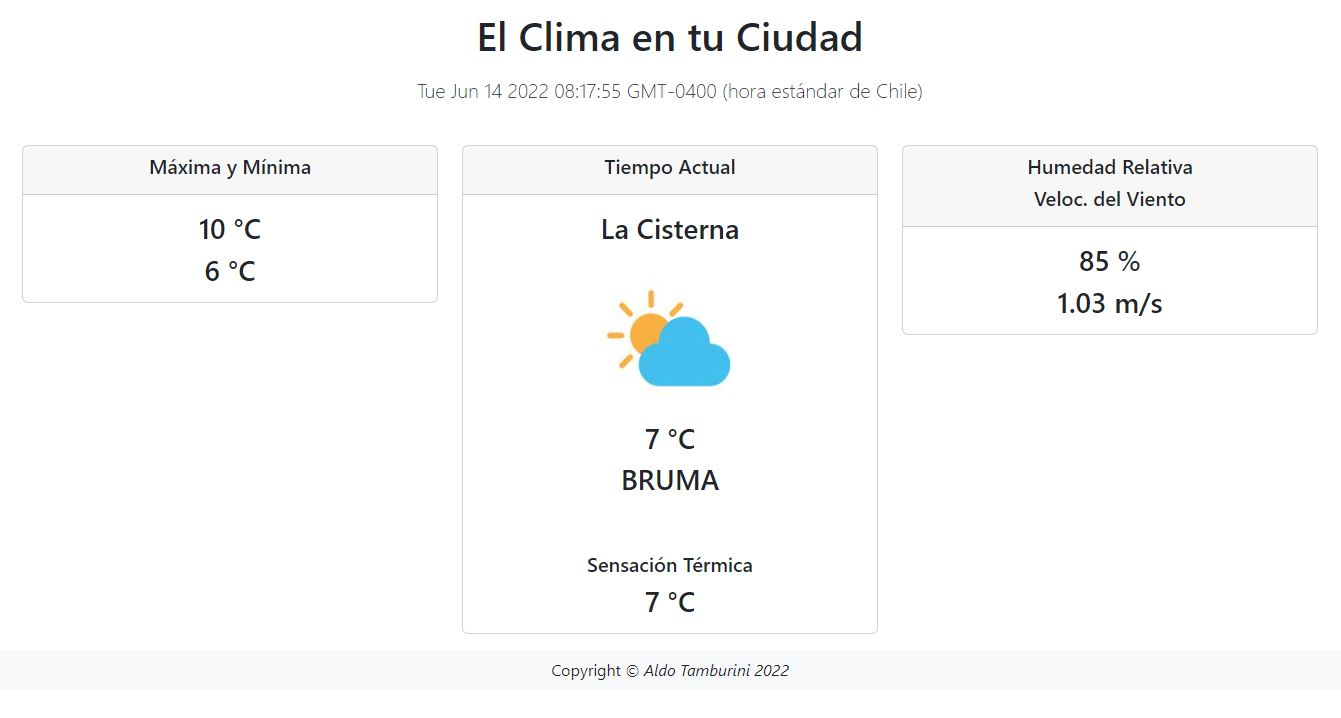 El Clima en tu Ciudad
Tue Jun 14 2022 08:17:55 GMT-0400 (hora estándar de Chile)
Máxima y Mínima
10 °C
6 °C
Tiempo Actual
La Cisterna
7 °C
BRUMA
Sensación Térmica
7 °C
Humedad Relativa
Veloc. del Viento
85 %
1.03 m/s
Copyright © Aldo Tamburini 2022